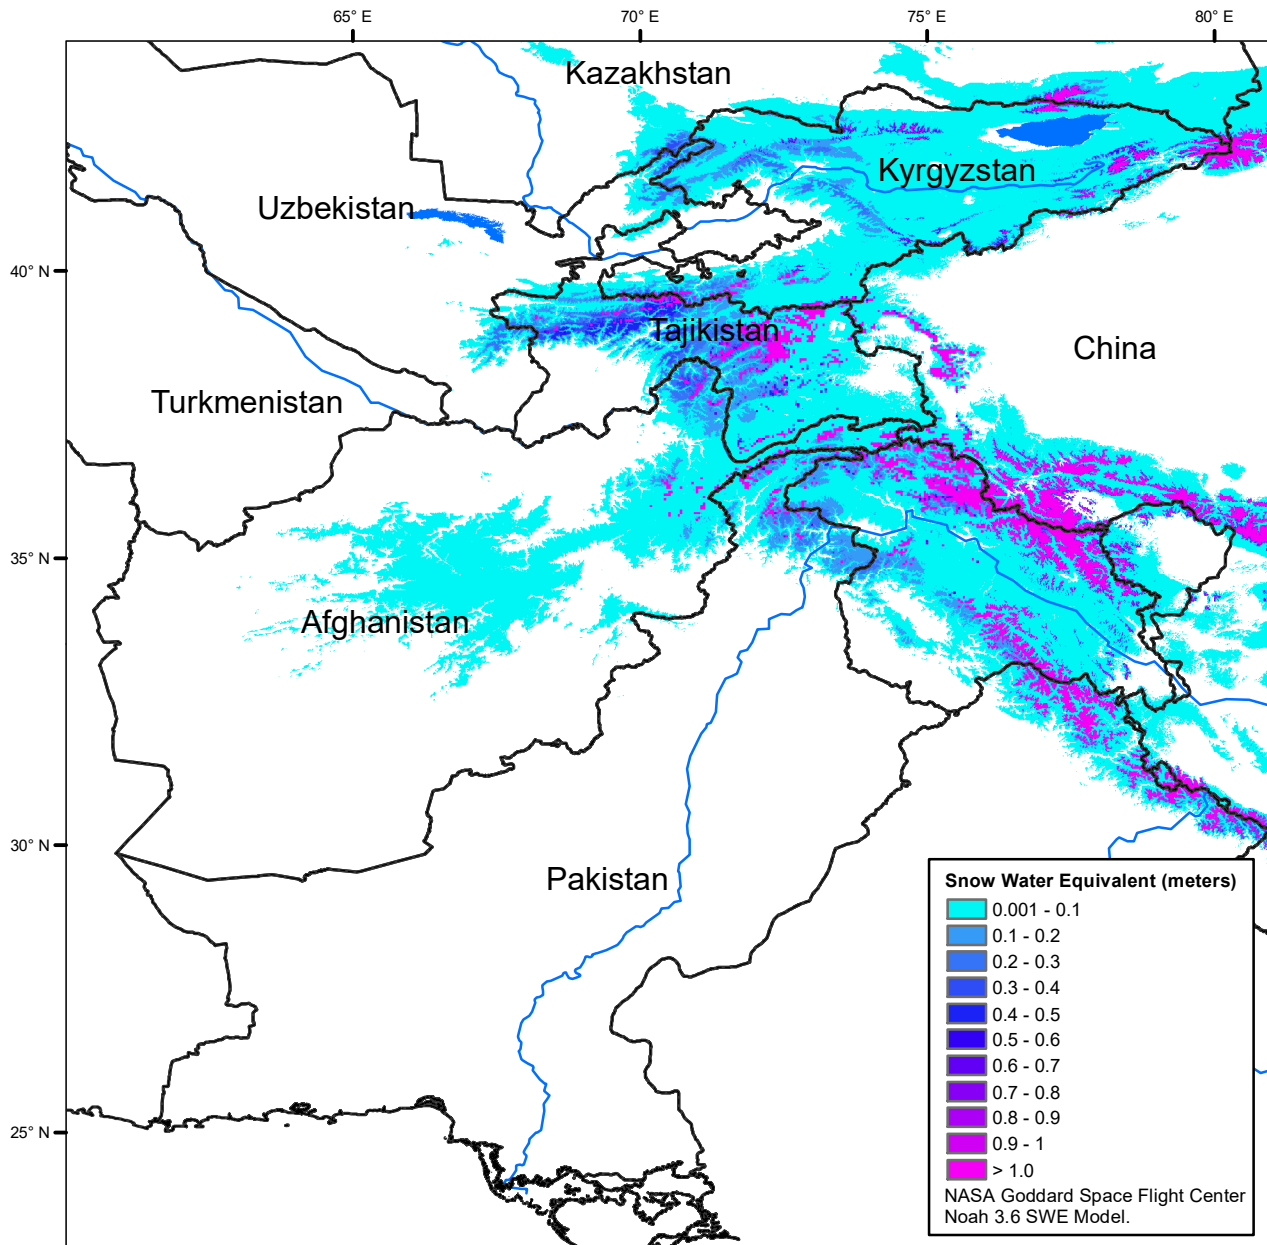 65° E
70° E
75° E
80° E
Kazakhstan
Kyrgyzstan
Uzbekistan
40° N
Tajikistan
China
Turkmenistan
35° N
Afghanistan
30° N
Pakistan
25° N
Snow Water Equivalent (meters)
0.001 - 0.1
0.1 - 0.2
0.2 - 0.3
0.3 - 0.4
0.4 - 0.5
0.5 - 0.6
0.6 - 0.7
0.7 - 0.8
0.8 - 0.9
0.9 - 1
> 1.0
NASA Goddard Space Flight Center
Noah 3.6 SWE Model.